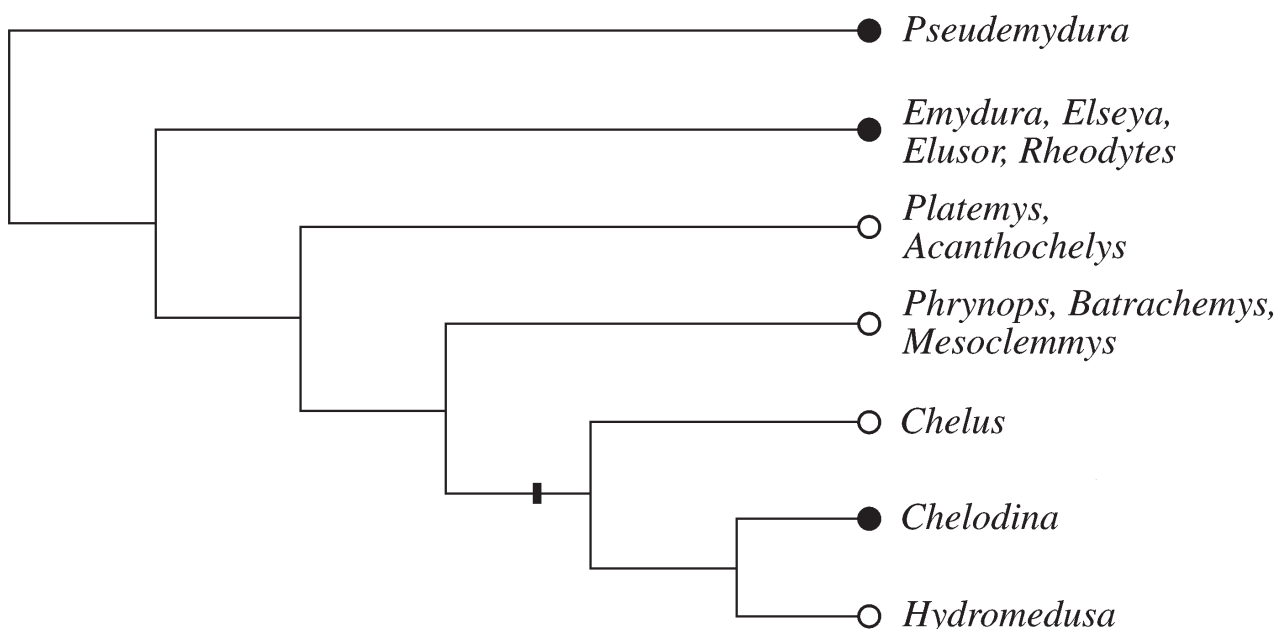 Pseudemydura
Emydura, Elseya,
Elusor, Rheodytes
Platemys,
Acanthochelys
Phrynops, Batrachemys,
Mesoclemmys
Chelus
Chelodina
Hydromedusa